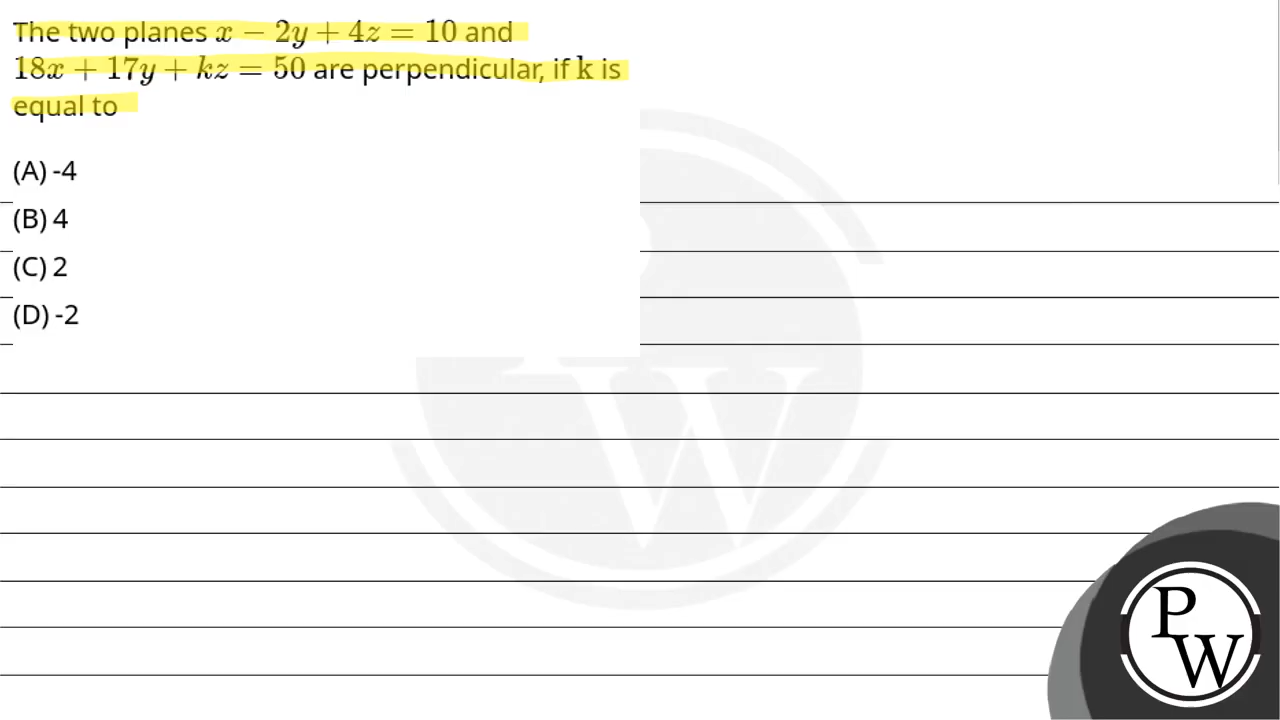 The two planes x − 2y + 4z = 10 and
18x + 17y + kz = 50 are perpendicular, if k is
equal to
(A) -4
(B) 4
(C) 2
(D) -2
P
W